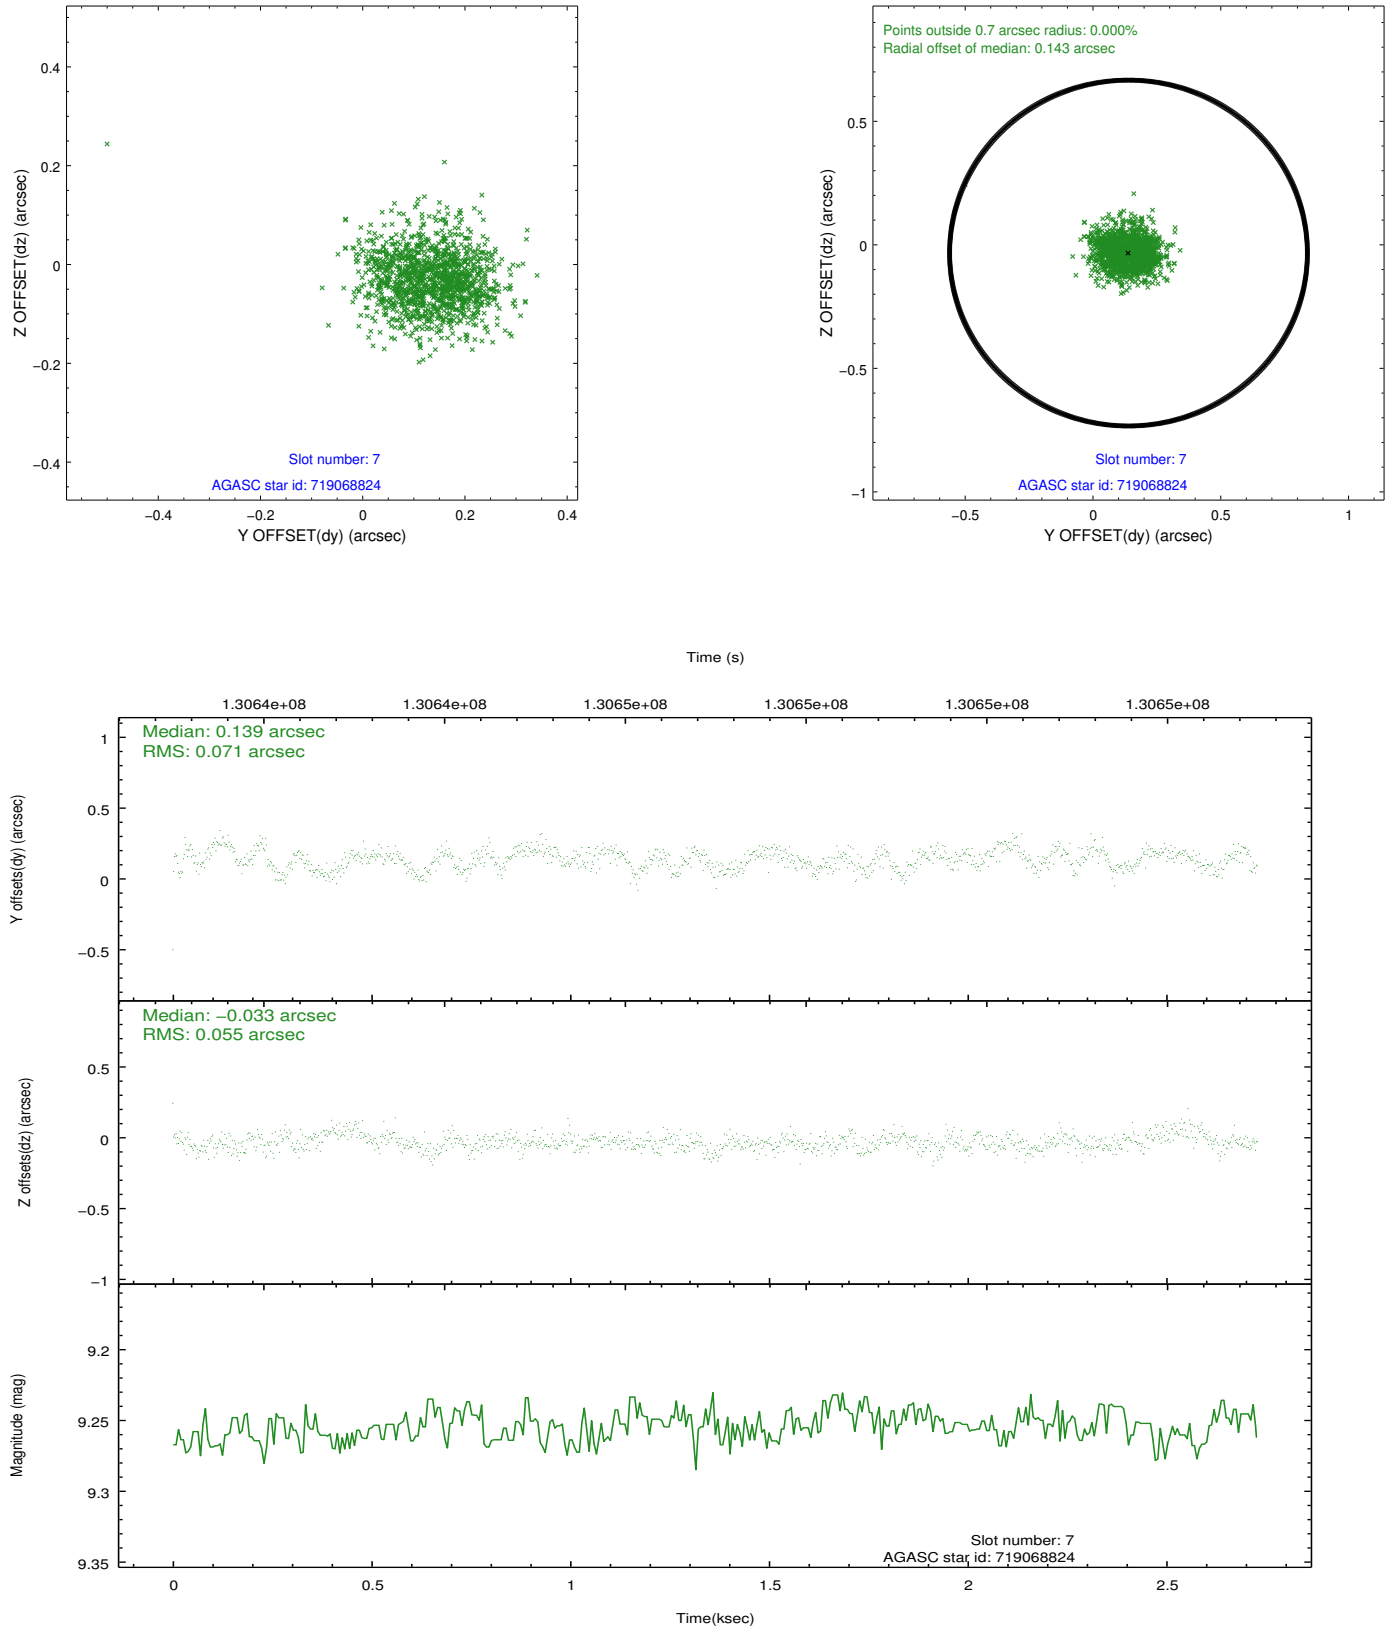 0.4
0.2
0
−0.2
−0.4
Z OFFSET(dz) (arcsec)
Slot number: 7
AGASC star id: 719068824
−0.4 −0.2 0 0.2 0.4
Y OFFSET(dy) (arcsec)
Points outside 0.7 arcsec radius: 0.000%
Radial offset of median: 0.143 arcsec
0.5
0
−0.5
−1
Z OFFSET(dz) (arcsec)
Slot number: 7
AGASC star id: 719068824
−0.5 0 0.5 1
Y OFFSET(dy) (arcsec)
Time (s)
1.3064e+08 1.3064e+08 1.3065e+08 1.3065e+08 1.3065e+08 1.3065e+08
Median: 0.139 arcsec
RMS: 0.071 arcsec
1
0.5
0
−0.5
Y offsets(dy) (arcsec)
Median: −0.033 arcsec
RMS: 0.055 arcsec
0.5
0
−0.5
−1
Z offsets(dz) (arcsec)
9.2
9.25
9.3
9.35
Magnitude (mag)
Slot number: 7
AGASC star id: 719068824
0 0.5 1 1.5 2 2.5
Time(ksec)